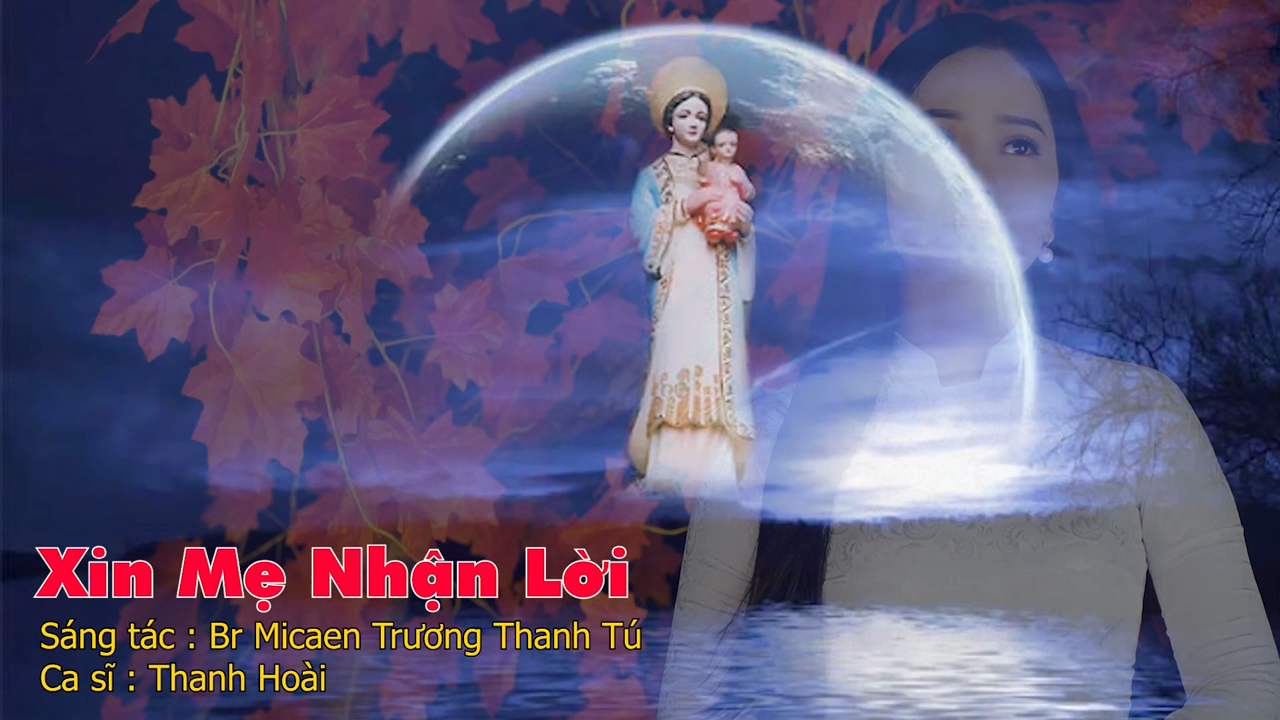 Xin Mẹ Nhận Lời
Sáng tác : Br Micaen Trương Thanh Tú
Ca sĩ : Thanh Hoài